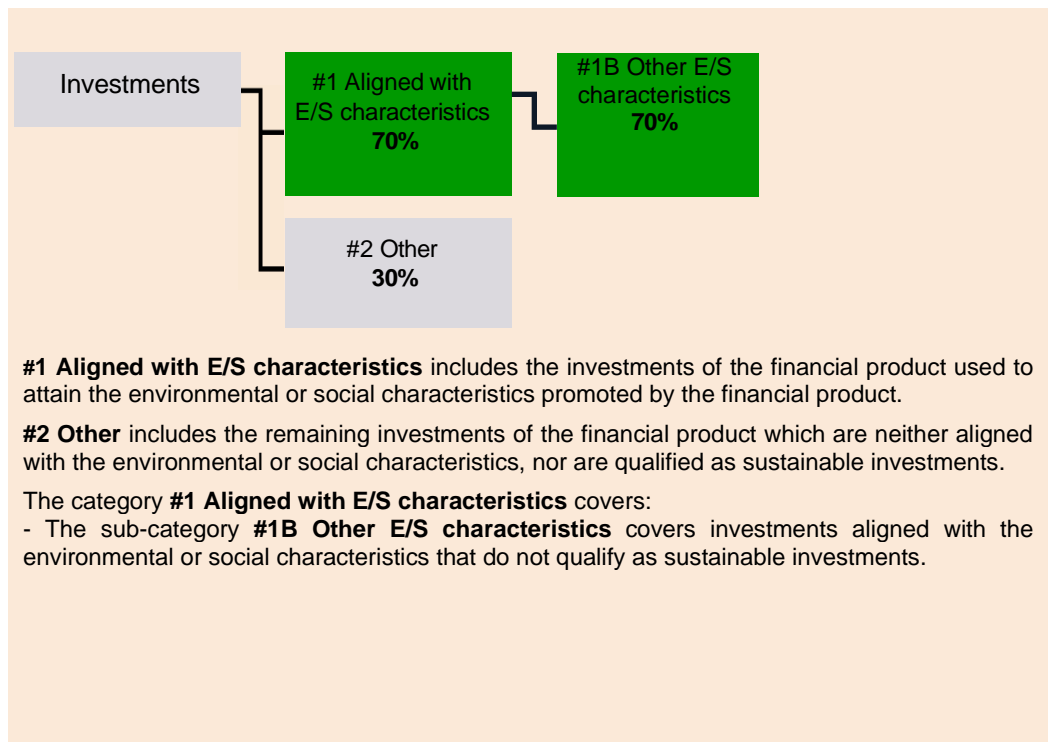 Investments
#1 Aligned with
E/S characteristics
70%
#1B Other E/S
characteristics
70%
#2 Other
30%
#1 Aligned with E/S characteristics includes the investments of the financial product used to
attain the environmental or social characteristics promoted by the financial product.
#2 Other includes the remaining investments of the financial product which are neither aligned
with the environmental or social characteristics, nor are qualified as sustainable investments.
The category #1 Aligned with E/S characteristics covers:
- The sub-category #1B Other E/S characteristics covers investments aligned with the
environmental or social characteristics that do not qualify as sustainable investments.